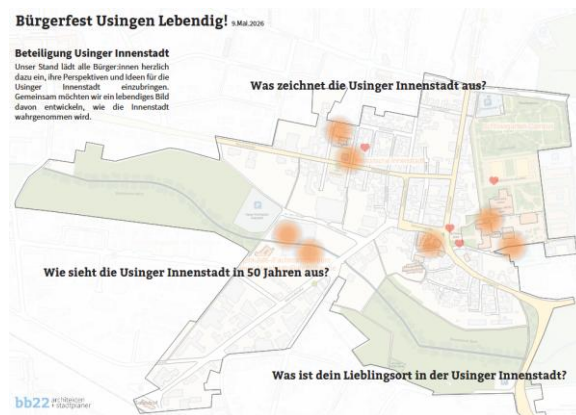 Bürgerfest Usingen Lebendig! 9.Mai.2026
Beteiligung Usinger Innenstadt
Unser Stand lädt alle Bürger:innen herzlich
dazu ein, ihre Perspektiven und Ideen für die
Usinger Innenstadt einzubringen.
Gemeinsam möchten wir ein lebendiges Bild
davon entwickeln, wie die Innenstadt
wahrgenommen wird.
Was zeichnet die Usinger Innenstadt aus?
Wie sieht die Usinger Innenstadt in 50 Jahren aus?
Was ist dein Lieblingsort in der Usinger Innenstadt?
bb22 architekten
+ stadtplaner